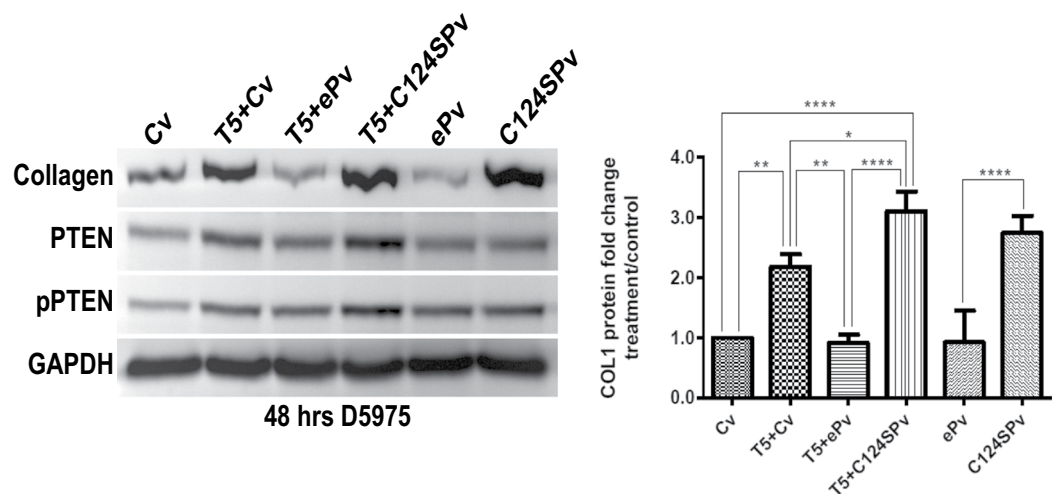 Cv
T5+Cv
T5+ePv
T5+C124SPv
ePv
C124SPv
Collagen
PTEN
pPTEN
GAPDH
48 hrs D5975
COL1 protein fold change
treatment/control
4.0
3.0
2.0
1.0
0.0
****
*
** ** **** ****
Cv
T5+Cv
T5+ePv
T5+C124SPv
ePv
C124SPv